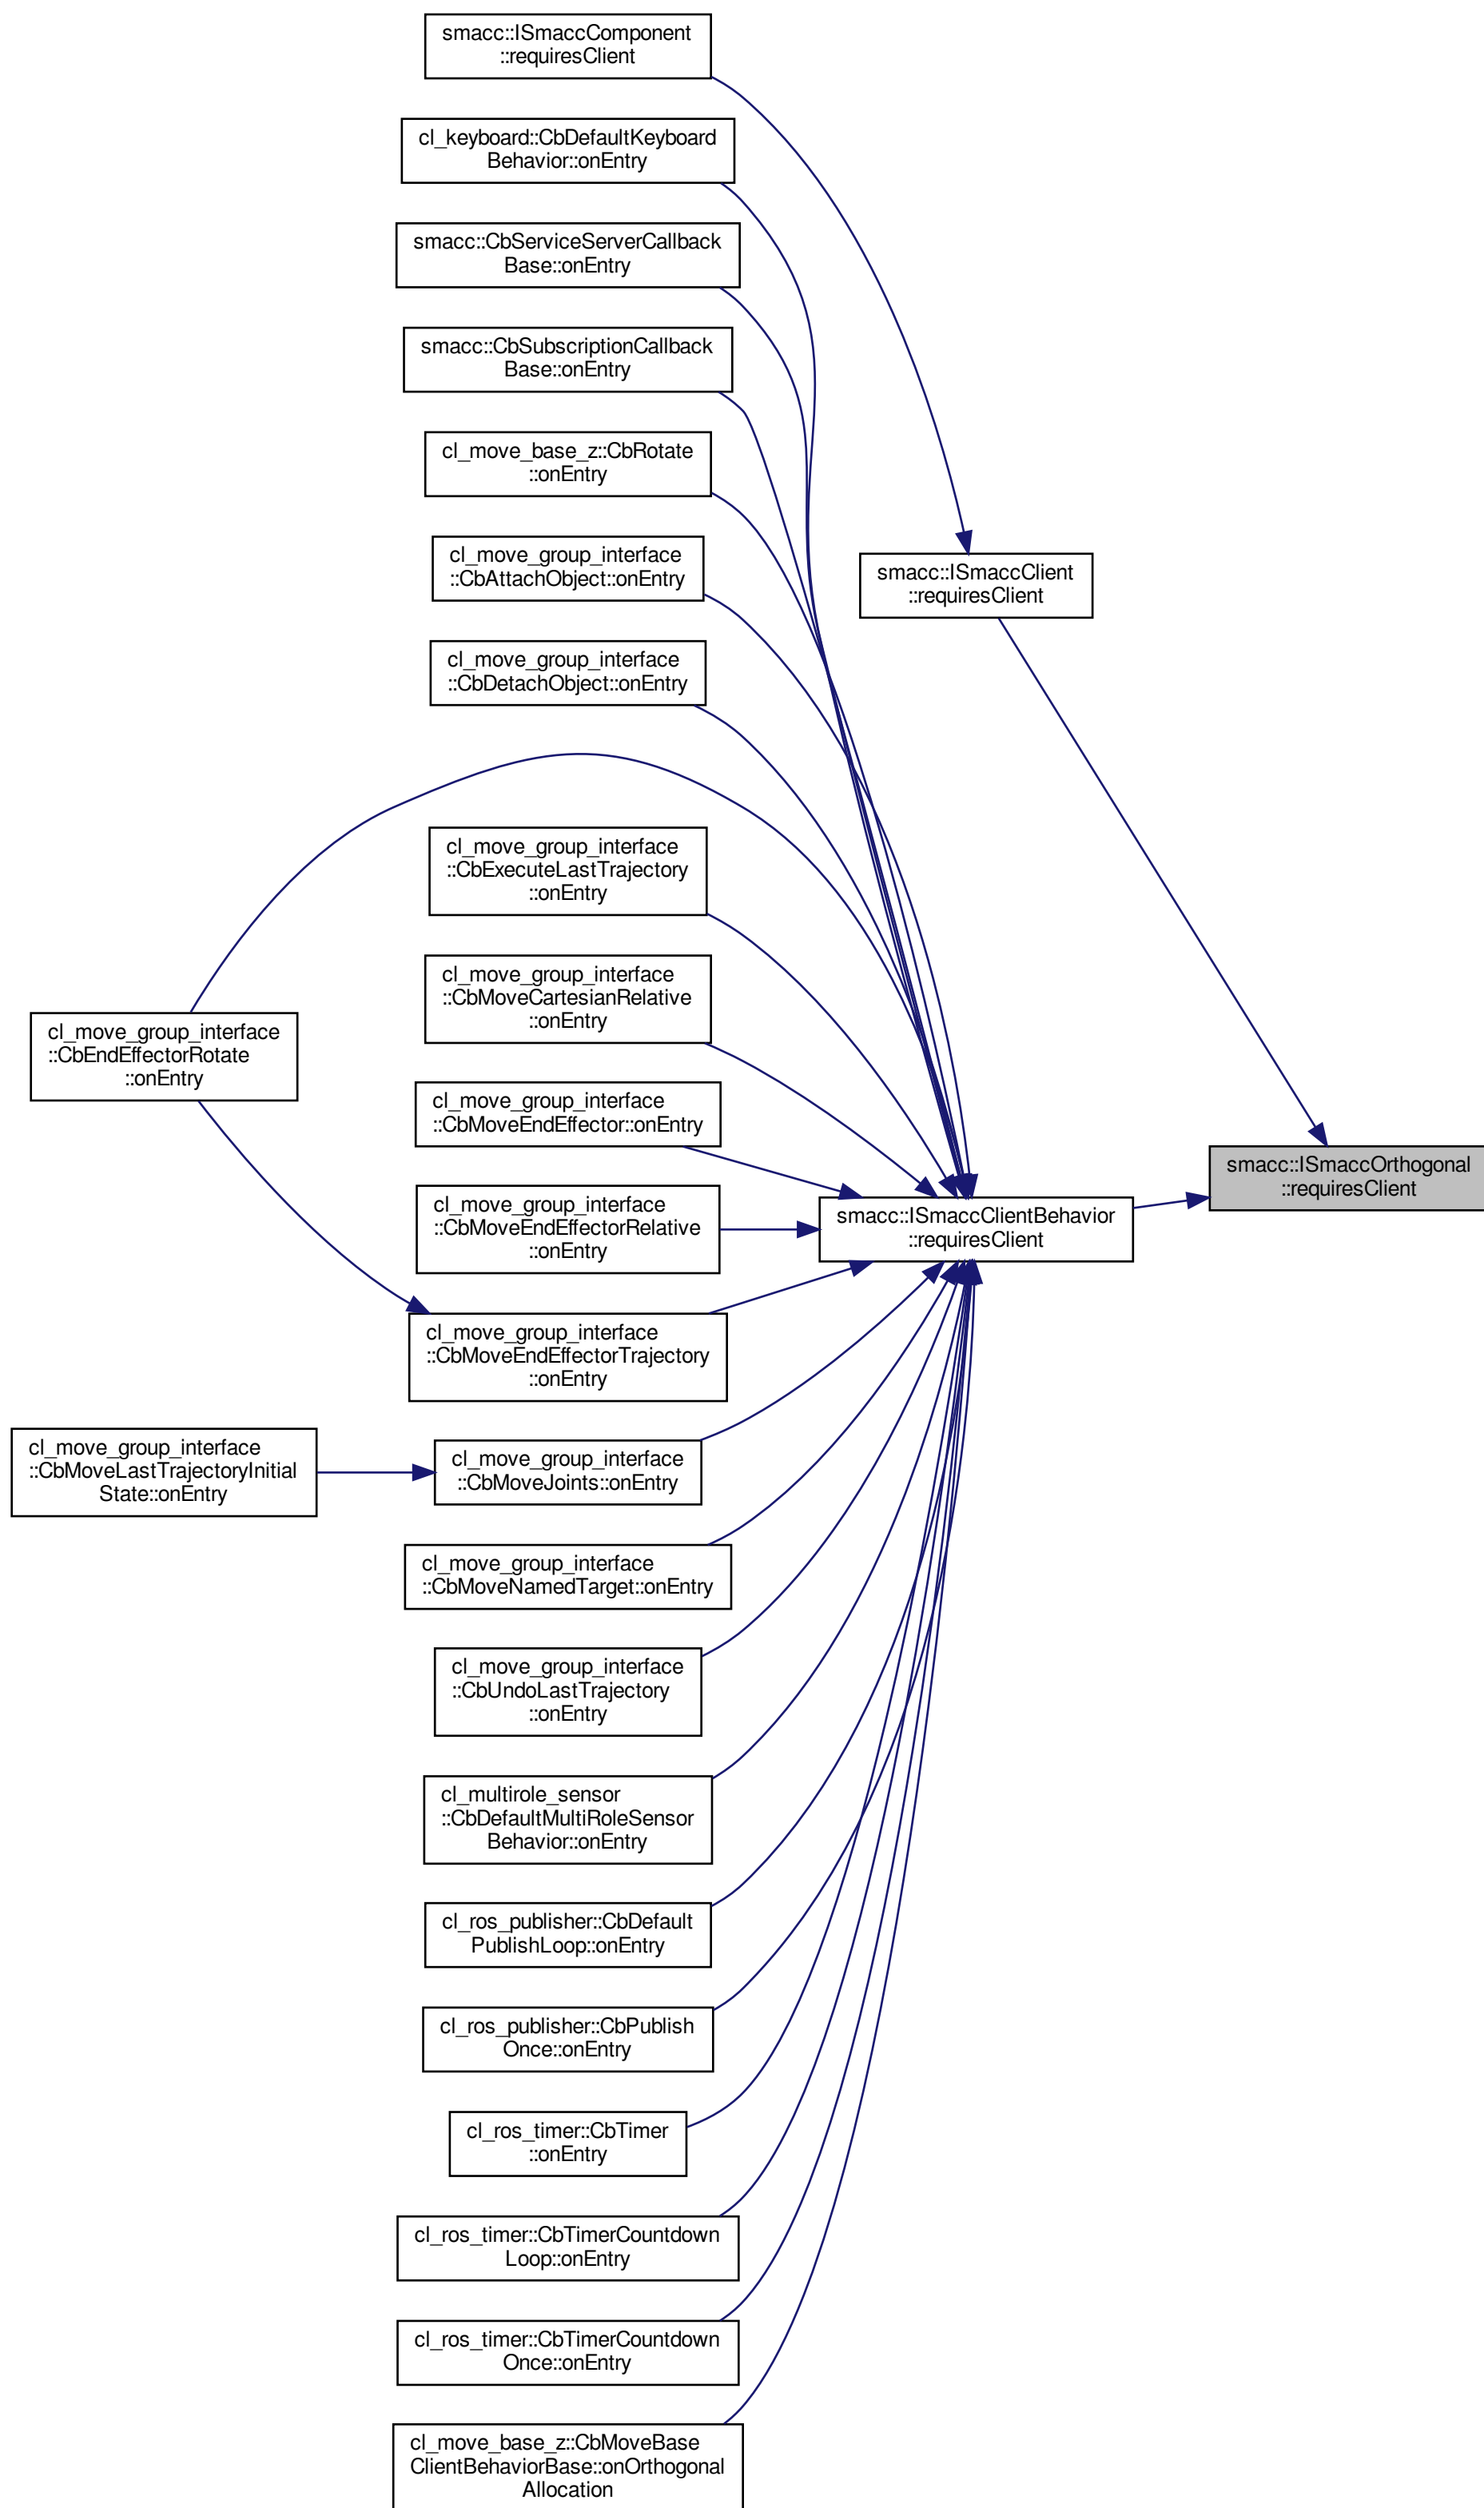 smacc::ISmaccComponent
::requiresClient
cl_keyboard::CbDefaultKeyboard
Behavior::onEntry
smacc::CbServiceServerCallback
Base::onEntry
smacc::CbSubscriptionCallback
Base::onEntry
cl_move_base_z::CbRotate
::onEntry
cl_move_group_interface
::CbAttachObject::onEntry
smacc::ISmaccClient
::requiresClient
cl_move_group_interface
::CbDetachObject::onEntry
cl_move_group_interface
::CbExecuteLastTrajectory
::onEntry
cl_move_group_interface
::CbMoveCartesianRelative
::onEntry
cl_move_group_interface
::CbEndEffectorRotate
::onEntry
cl_move_group_interface
::CbMoveEndEffector::onEntry
smacc::ISmaccOrthogonal
::requiresClient
cl_move_group_interface
::CbMoveEndEffectorRelative
::onEntry
smacc::ISmaccClientBehavior
::requiresClient
cl_move_group_interface
::CbMoveEndEffectorTrajectory
::onEntry
cl_move_group_interface
::CbMoveLastTrajectoryInitial
State::onEntry
cl_move_group_interface
::CbMoveJoints::onEntry
cl_move_group_interface
::CbMoveNamedTarget::onEntry
cl_move_group_interface
::CbUndoLastTrajectory
::onEntry
cl_multirole_sensor
::CbDefaultMultiRoleSensor
Behavior::onEntry
cl_ros_publisher::CbDefault
PublishLoop::onEntry
cl_ros_publisher::CbPublish
Once::onEntry
cl_ros_timer::CbTimer
::onEntry
cl_ros_timer::CbTimerCountdown
Loop::onEntry
cl_ros_timer::CbTimerCountdown
Once::onEntry
cl_move_base_z::CbMoveBase
ClientBehaviorBase::onOrthogonal
Allocation